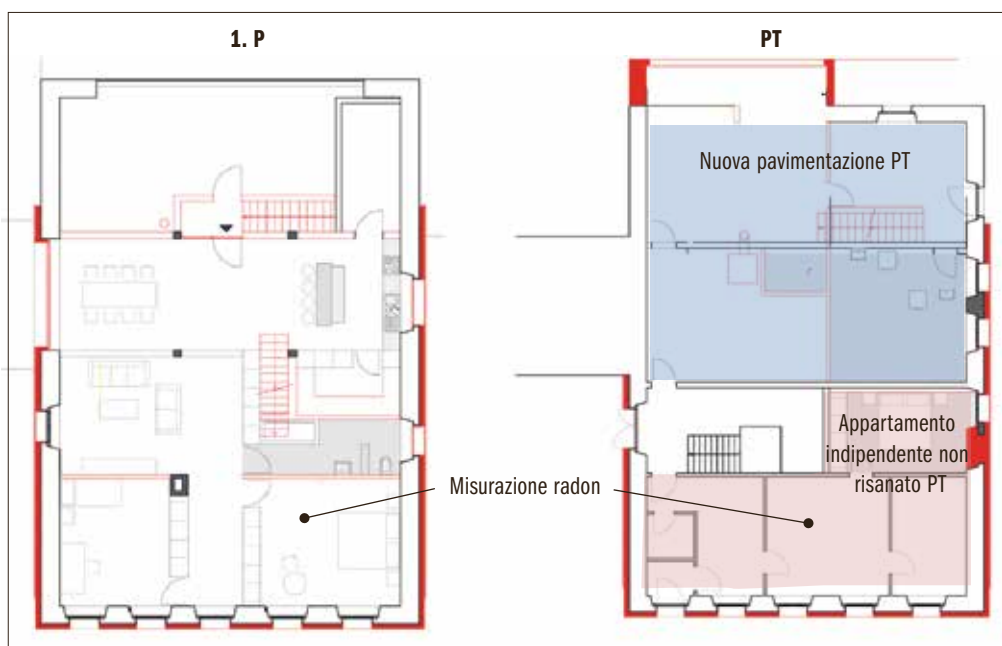 1. P
PT
Nuova pavimentazione PT
Appartamento
indipendente non
risanato PT
Misurazione radon